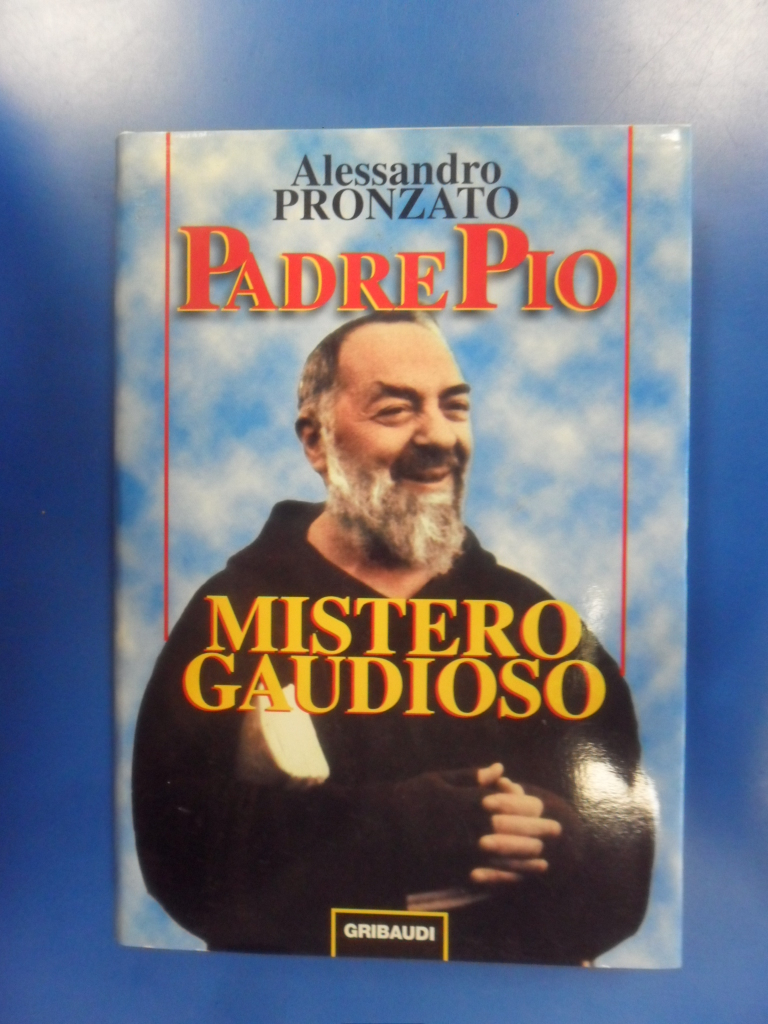 Alessandro
PRONZATO
PADRE PIO
MISTERO
GAUDIOSO
GRIBAUDI